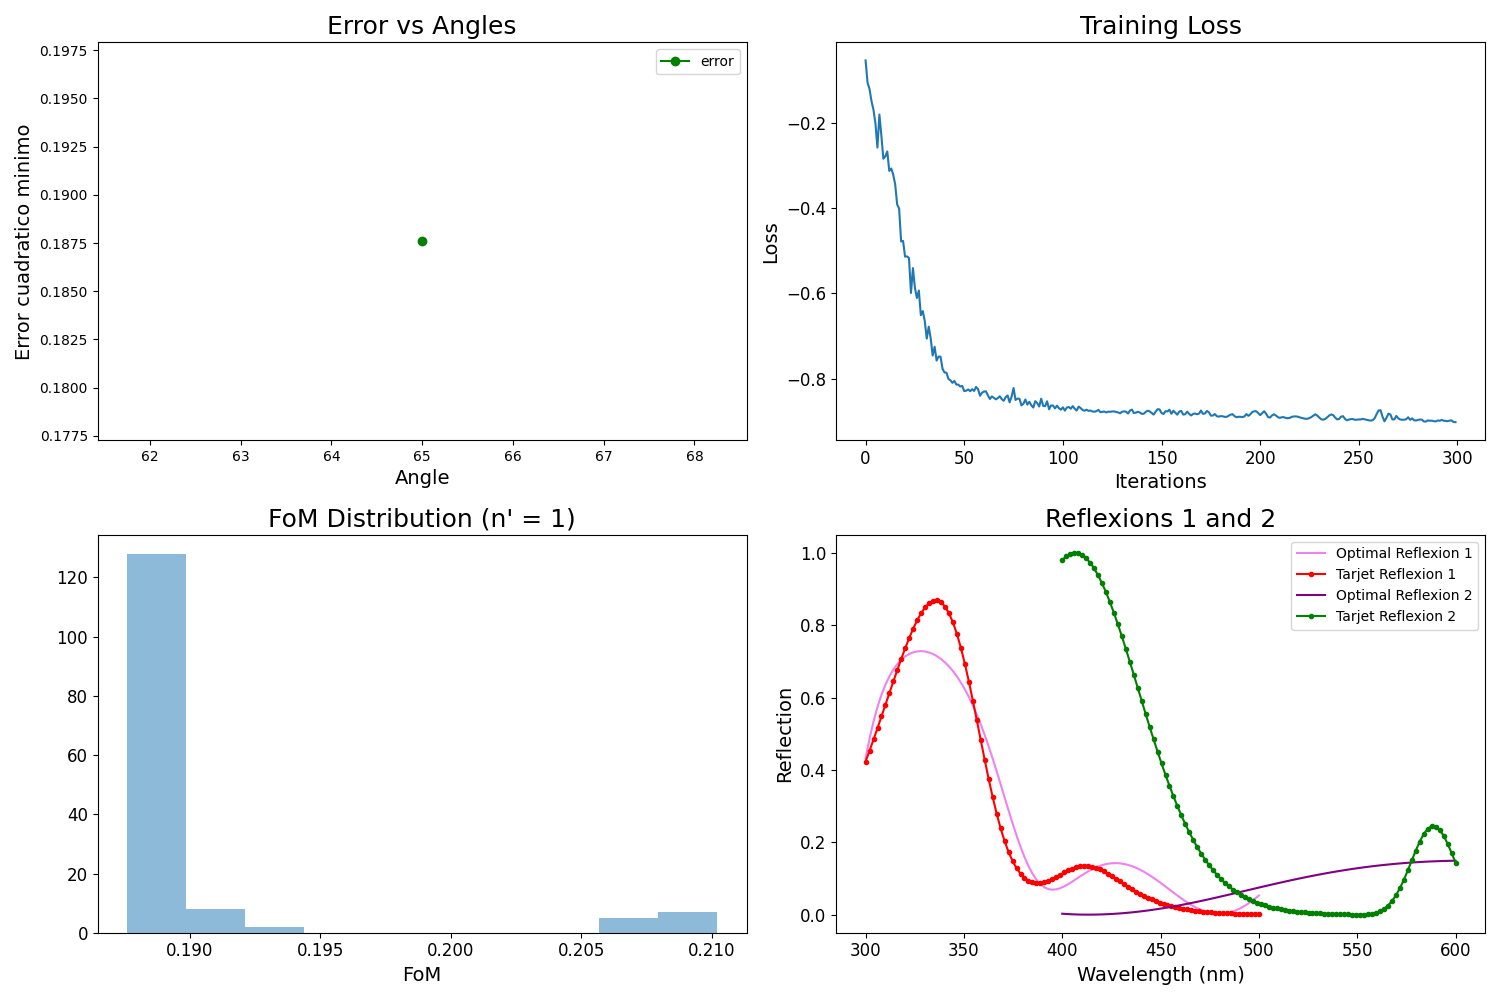 Error vs Angles
error
0.1975
0.1950
0.1925
0.1900
0.1875
0.1850
0.1825
0.1800
0.1775
Error cuadratico minimo
62 63 64 65 66 67 68
Angle
Training Loss
−0.2
−0.4
−0.6
−0.8
Loss
0 50 100 150 200 250 300
Iterations
FoM Distribution (n' = 1)
120
100
80
60
40
20
0
0.190 0.195 0.200 0.205 0.210
FoM
Reflexions 1 and 2
Optimal Reflexion 1
Tarjet Reflexion 1
Optimal Reflexion 2
Tarjet Reflexion 2
1.0
0.8
0.6
0.4
0.2
0.0
Reflection
300 350 400 450 500 550 600
Wavelength (nm)